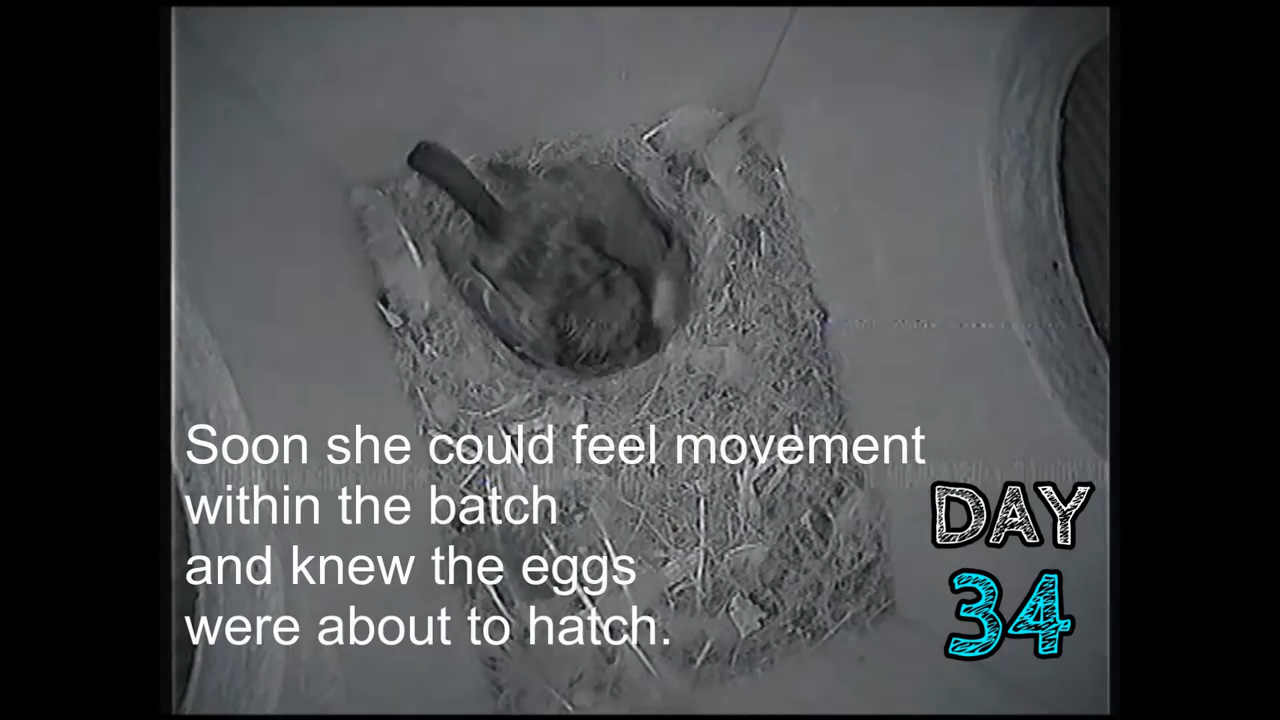 Soon she could feel movement
within the batch
and knew the eggs
were about to hatch.
DAY
34